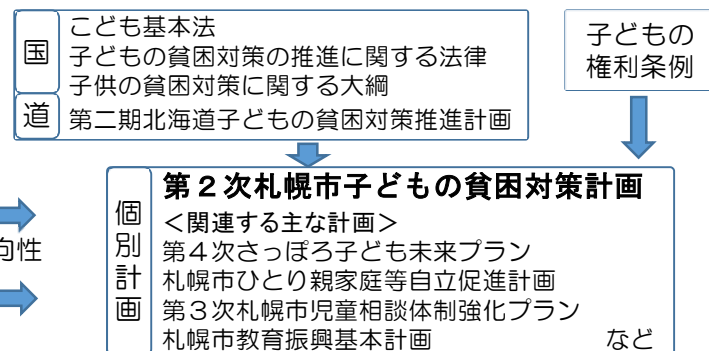 国
こども基本法
子どもの貧困対策の推進に関する法律
子供の貧困対策に関する大綱
道
第二期北海道子どもの貧困対策推進計画
子どもの
権利条例
向性
個別計画
第２次札幌市子どもの貧困対策計画
＜関連する主な計画＞
第４次さっぽろ子ども未来プラン
札幌市ひとり親家庭等自立促進計画
第３次札幌市児童相談体制強化プラン
札幌市教育振興基本計画 など